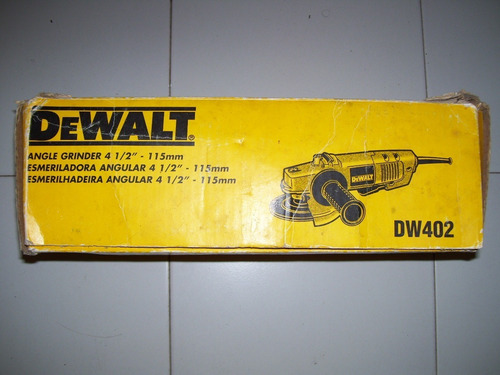 DEWALT
ANGLE GRINDER 4 1/2" - 115mm
ESMERILADORA ANGULAR 4 1/2" - 115mm
ESMERILHADEIRA ANGULAR 4 1/2" - 115mm
DEWALT
DW402